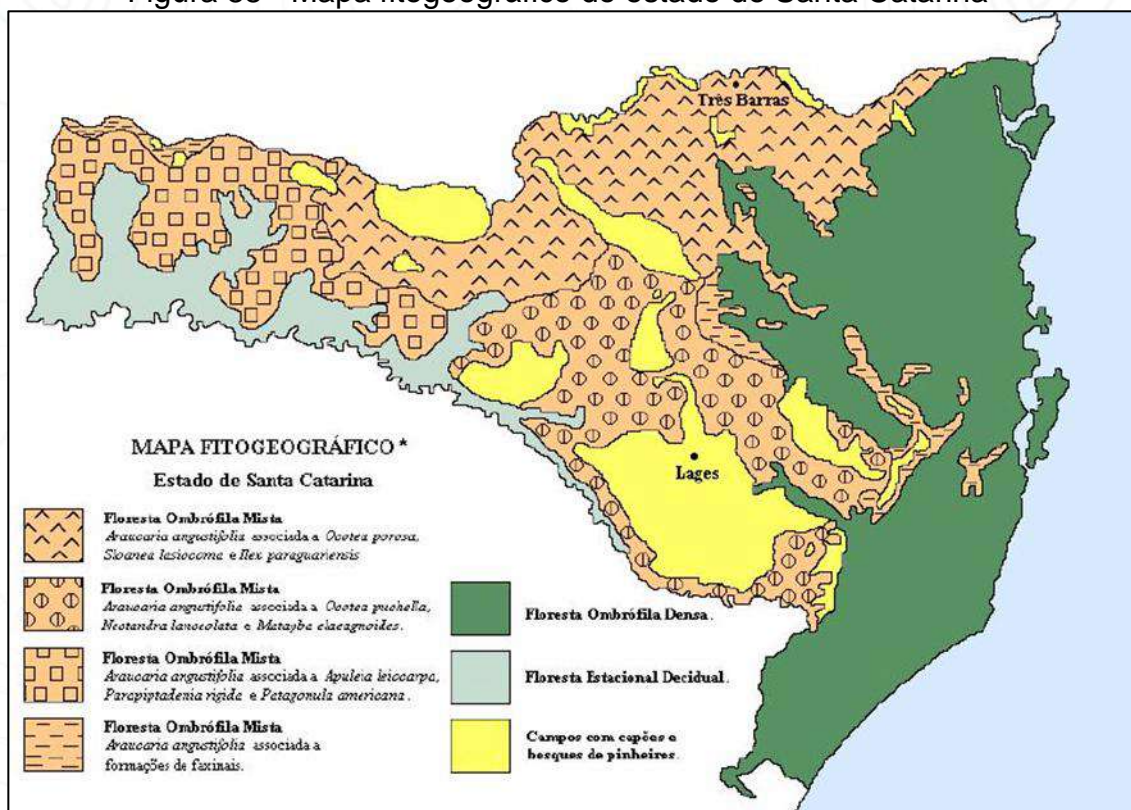 Mapa fitogeográfico do estado de Santa Catarina
Três Barras
Lages
MAPA FITOGEOGRÁFICO *
Estado de Santa Catarina
Floresta Ombrófila Mista
Araucaria angustifolia associada a Ocotea porosa,
Sloanea lasiocoma e Ilex paraguariensis
Floresta Ombrófila Mista
Araucaria angustifolia associada a Ocotea puchella,
Nectandra lanceolata e Matayba elaeagnoides.
Floresta Ombrófila Mista
Araucaria angustifolia associada a Apuleia leiocarpa,
Parapiptadenia rigida e Patagonula americana.
Floresta Ombrófila Mista
Araucaria angustifolia associada a
formações de faxinais.
Floresta Ombrófila Densa.
Floresta Estacional Decidual.
Campos com capões e
bosques de pinheiros.